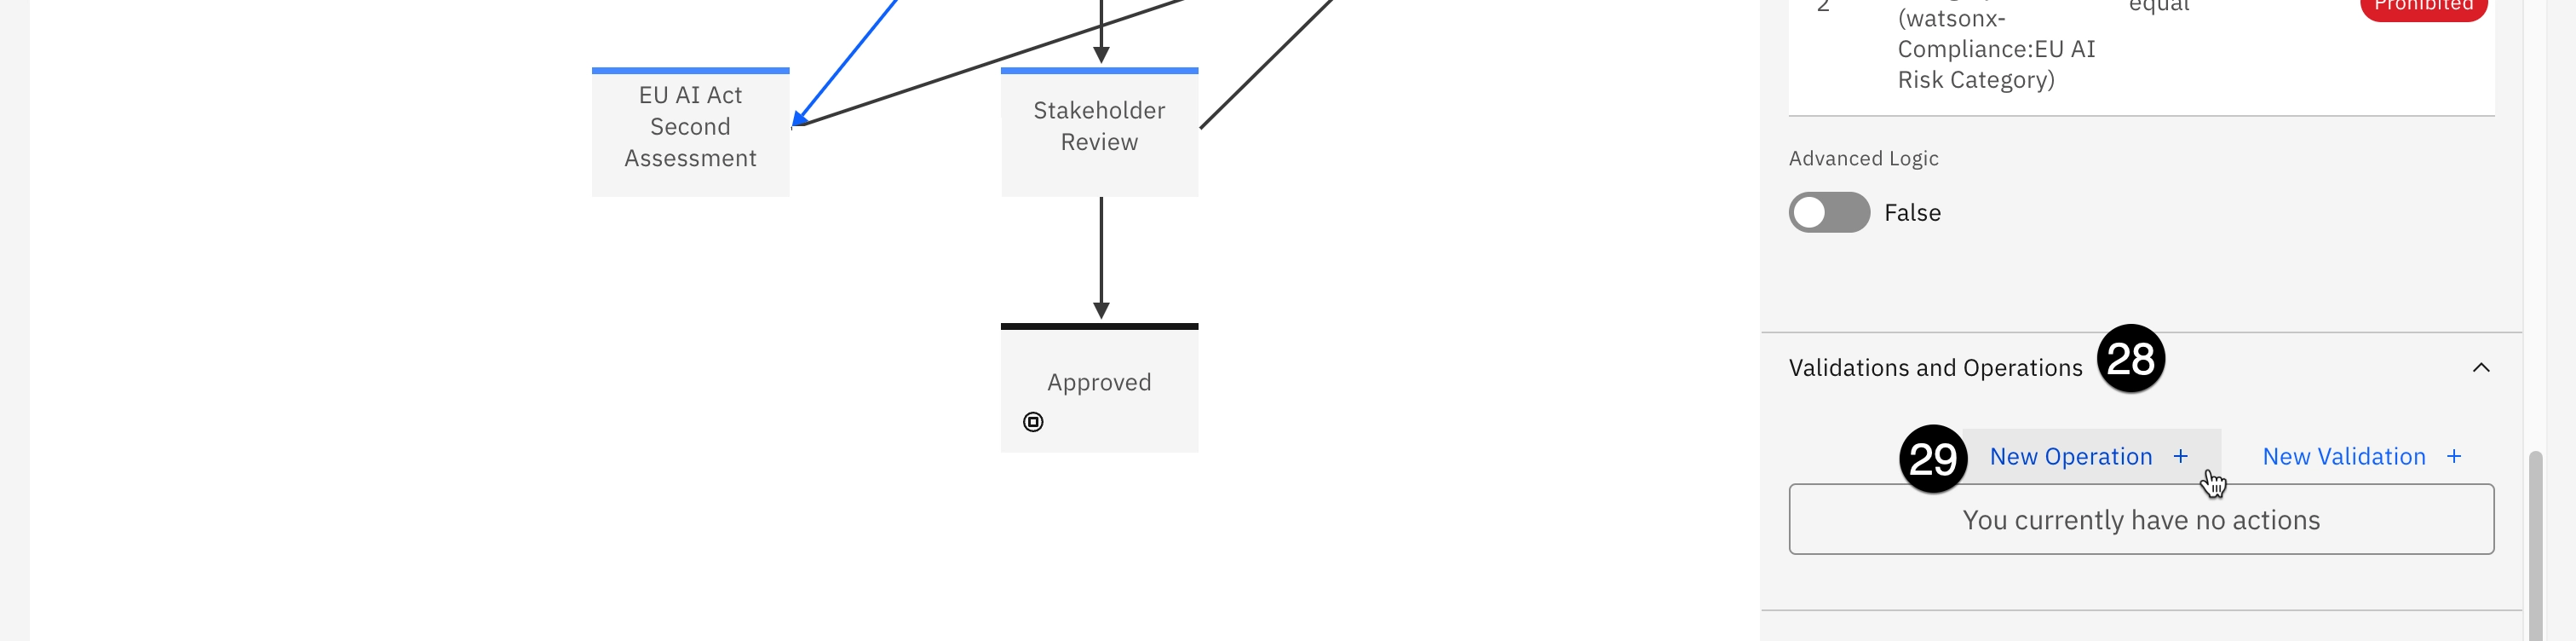 EU AI Act
Second
Assessment
Stakeholder
Review
Approved
2
(watsonx-
Compliance:EU AI
Risk Category)
equal
Prohibited
Advanced Logic
False
Validations and Operations
28
29
New Operation +
New Validation +
You currently have no actions